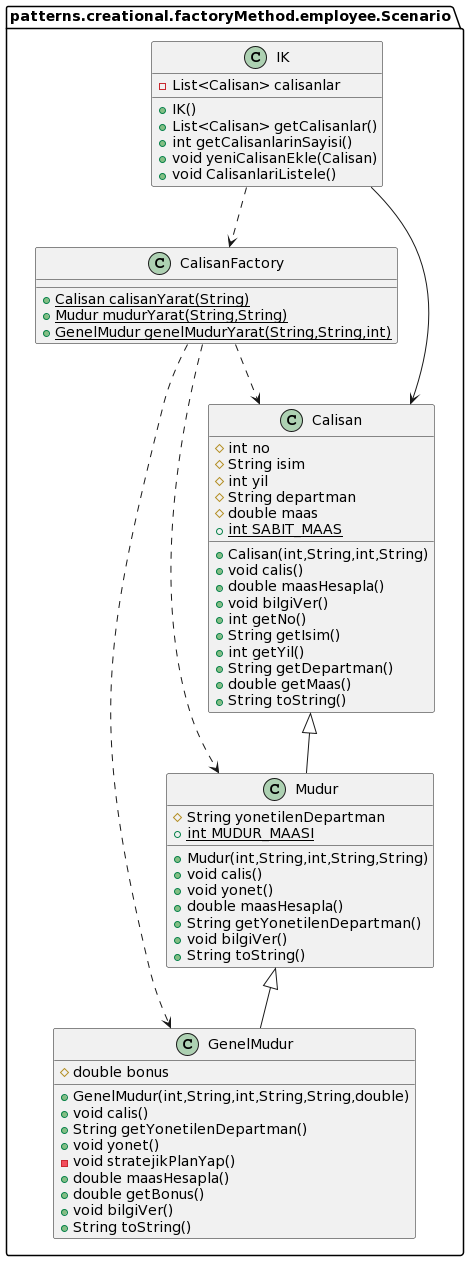 patterns.creational.factoryMethod.employee.Scenario
C IK
List<Calisan> calisanlar
IK()
List<Calisan> getCalisanlar()
int getCalisanlarinSayisi()
void yeniCalisanEkle(Calisan)
void CalisanlariListele()
C CalisanFactory
Calisan calisanYarat(String)
Mudur mudurYarat(String,String)
GenelMudur genelMudurYarat(String,String,int)
C Calisan
int no
String isim
int yil
String departman
double maas
int SABIT_MAAS
Calisan(int,String,int,String)
void calis()
double maasHesapla()
void bilgiVer()
int getNo()
String getIsim()
int getYil()
String getDepartman()
double getMaas()
String toString()
C Mudur
String yonetilenDepartman
int MUDUR_MAASI
Mudur(int,String,int,String,String)
void calis()
void yonet()
double maasHesapla()
String getYonetilenDepartman()
void bilgiVer()
String toString()
C GenelMudur
double bonus
GenelMudur(int,String,int,String,String,double)
void calis()
String getYonetilenDepartman()
void yonet()
void stratejikPlanYap()
double maasHesapla()
double getBonus()
void bilgiVer()
String toString()